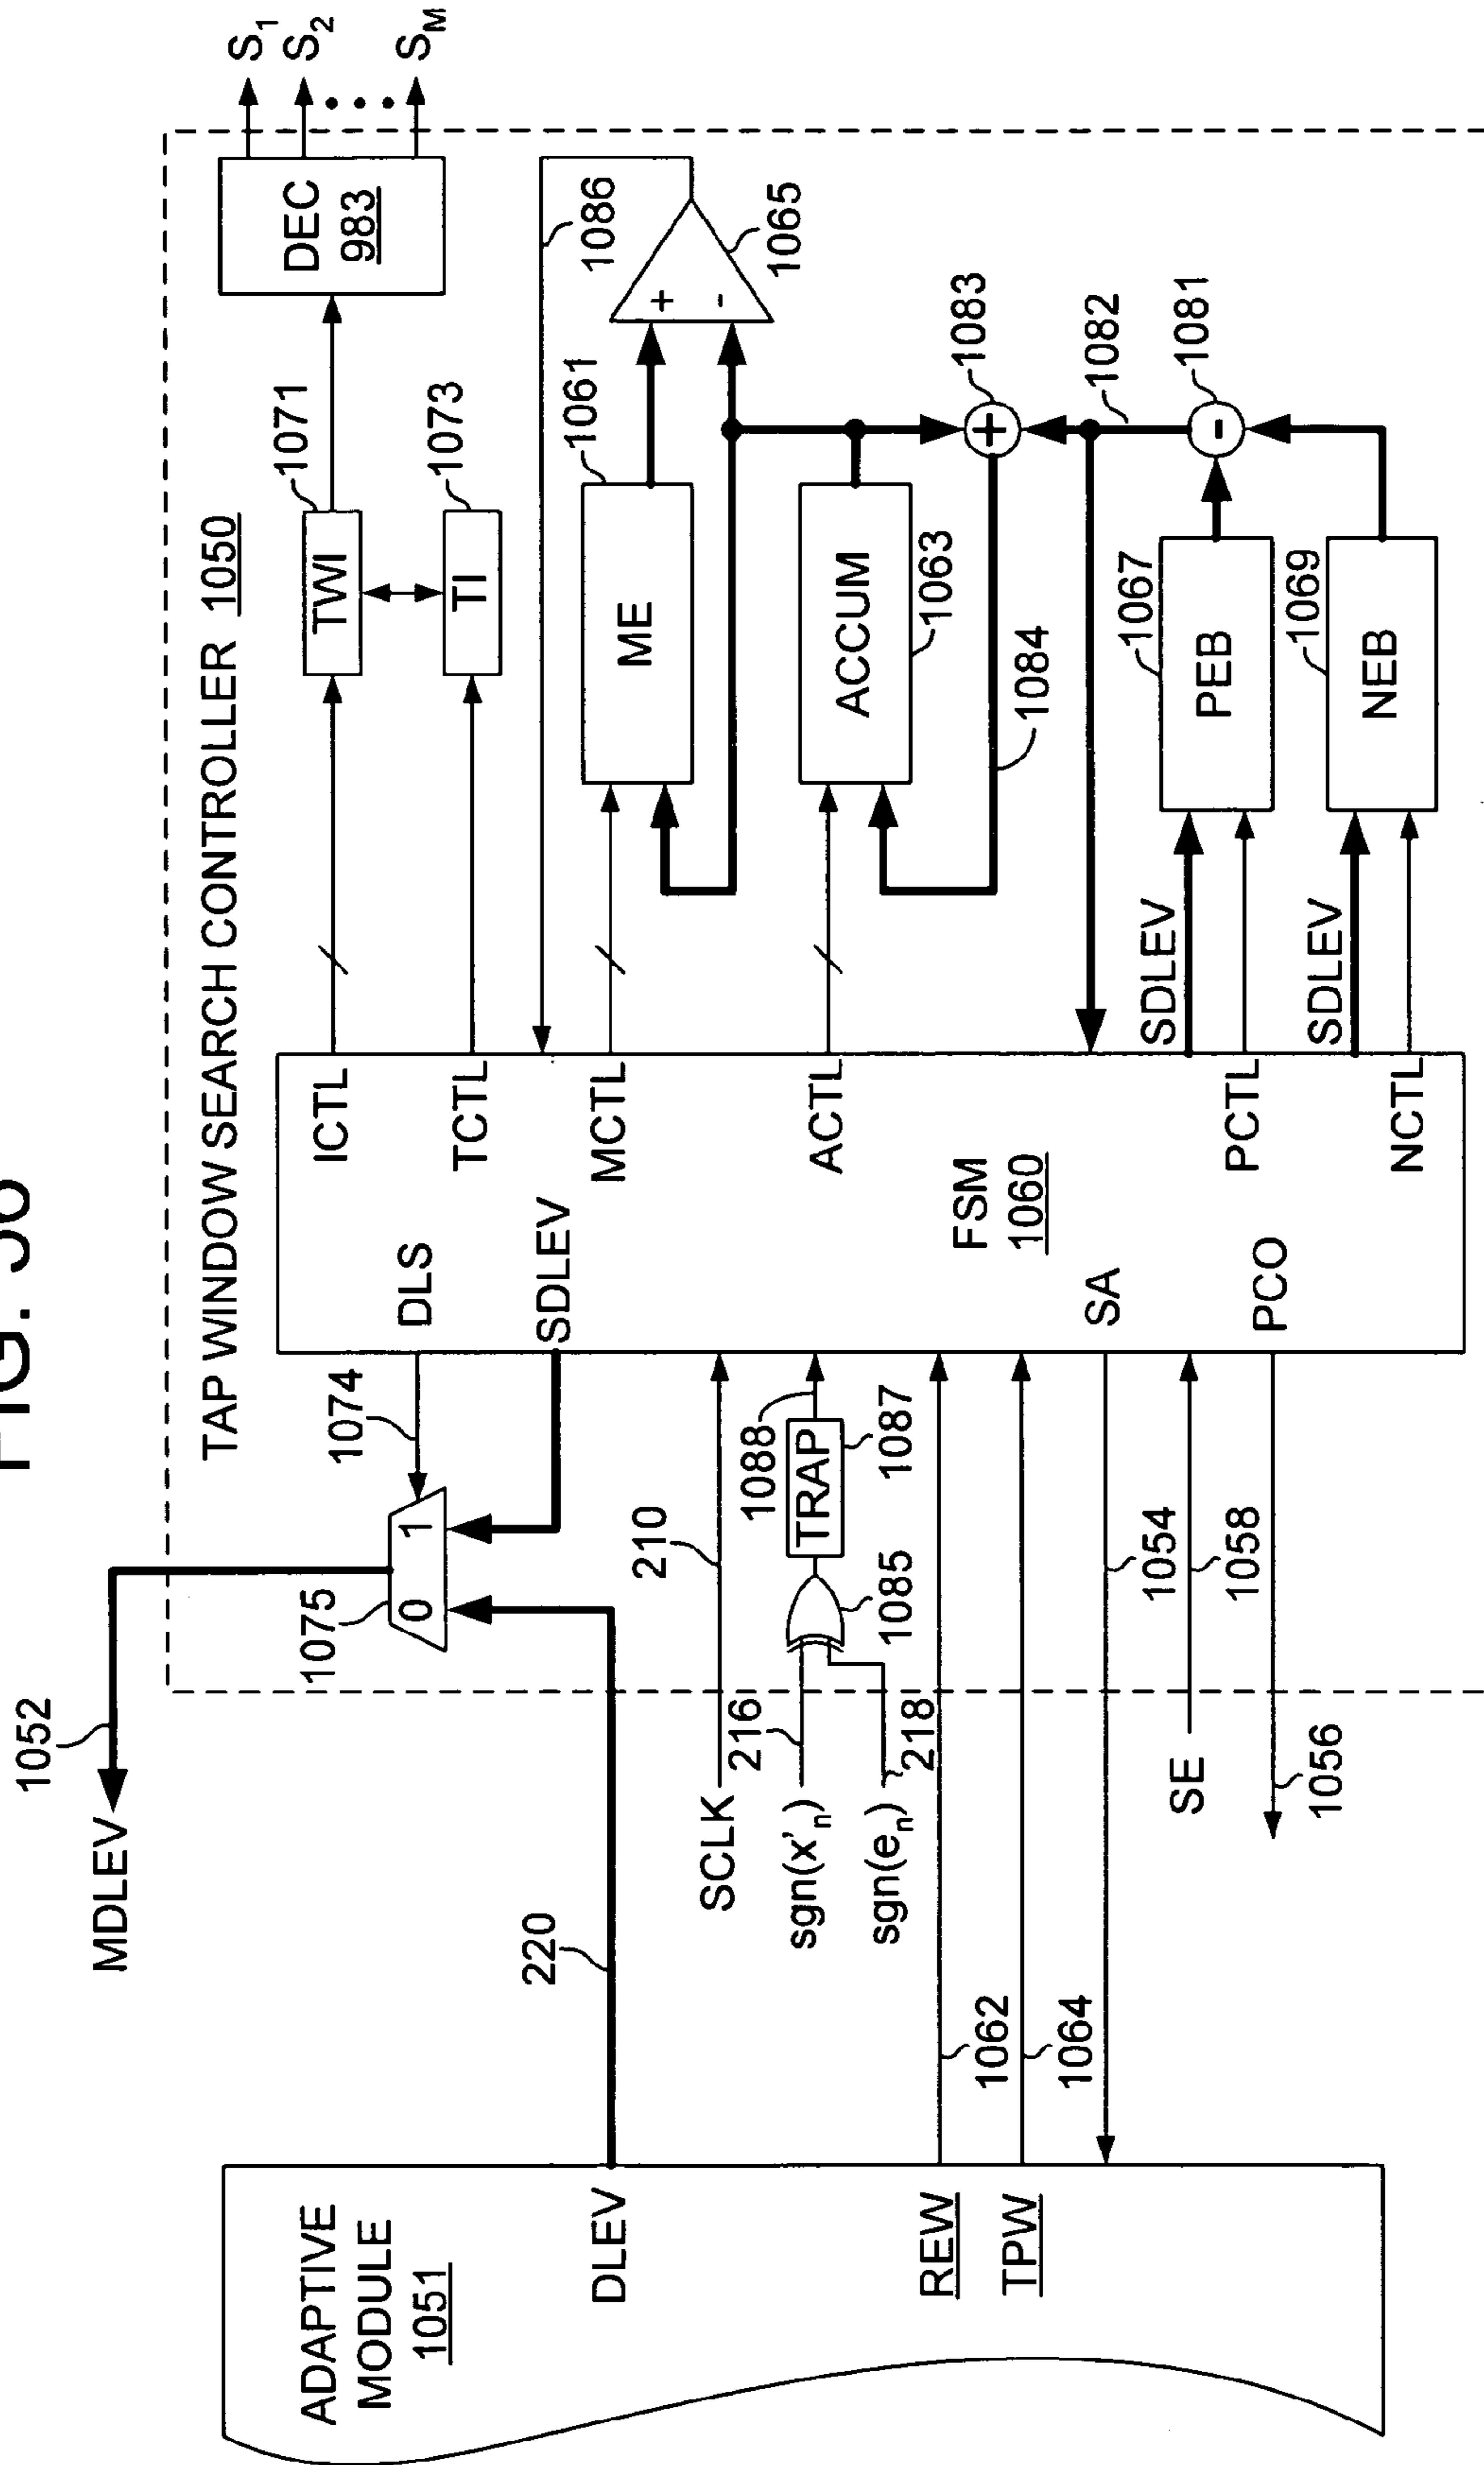 TAP WINDOW SEARCH CONTROLLER 1050
ADAPTIVE
MODULE
1051
DLEV
REW
TPW
MDLEV
1052
220
1075
0
1
1074
DLS
SDLEV
SCLK
210
sgn(x'n)
216
sgn(en)
218
1085
TRAP
1087
1088
1062
1064
1054
SA
SE
1058
PCO
1056
FSM
1060
ICTL
TCTL
MCTL
ACTL
PCTL
NCTL
SDLEV
SDLEV
TWI
1071
TI
1073
DEC
983
S1
S2
SM
1086
ME
1061
+
-
1065
ACCUM
1063
+
1083
1084
1082
-
1081
PEB
1067
NEB
1069